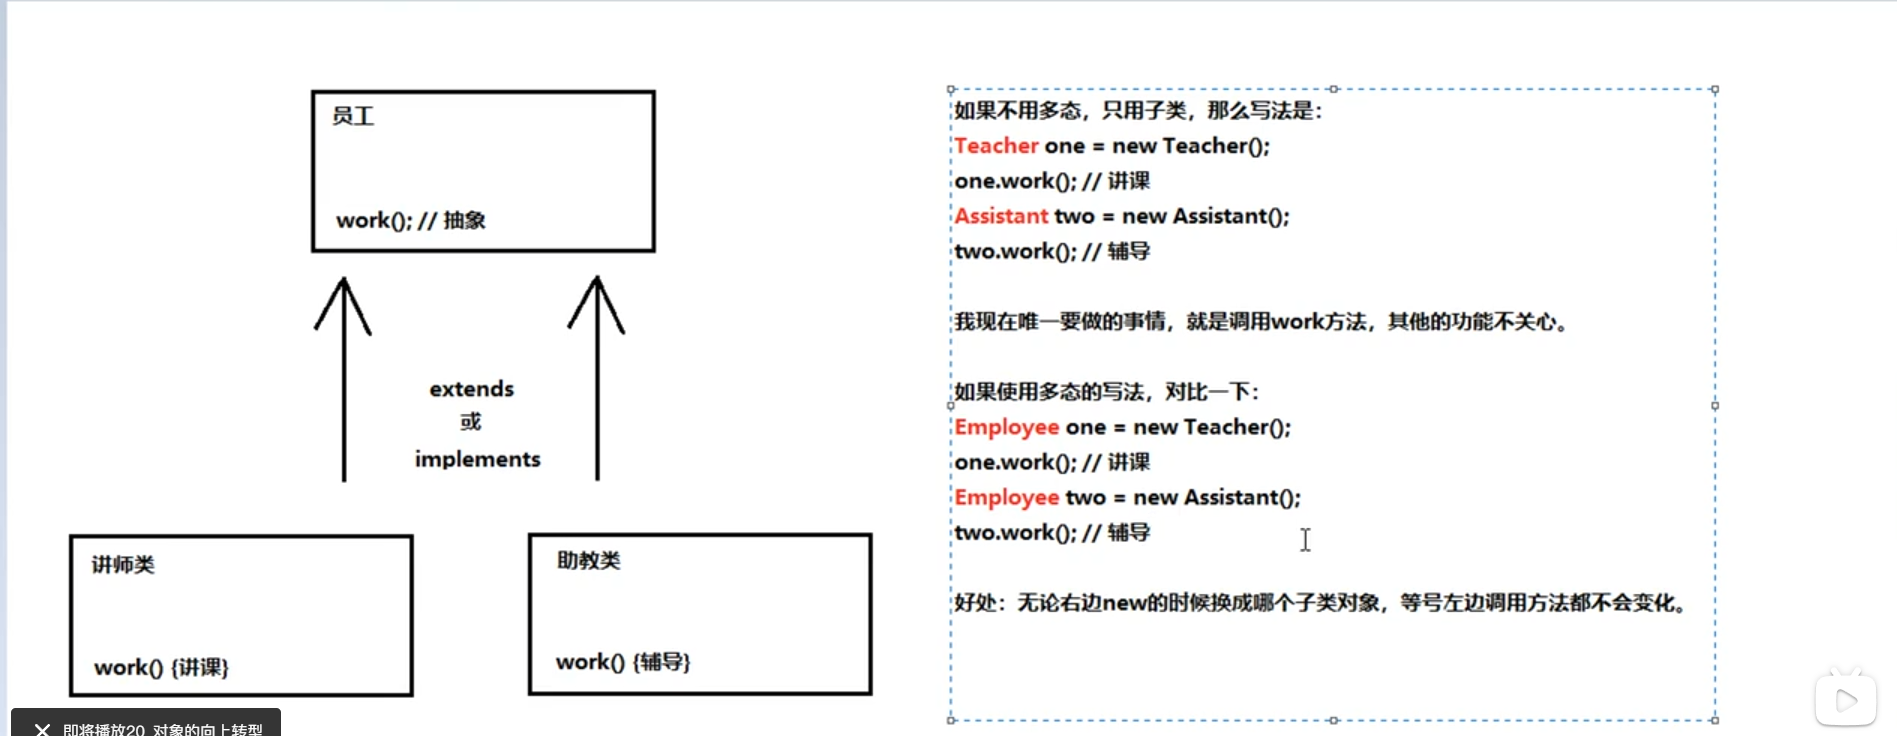 员工
work(); // 抽象
extends
或
implements
讲师类
work() {讲课}
助教类
work() {辅导}
如果不用多态，只用子类，那么写法是：
Teacher one = new Teacher();
one.work(); // 讲课
Assistant two = new Assistant();
two.work(); // 辅导
我现在唯一要做的事情，就是调用work方法，其他的功能不关心。
如果使用多态的写法，对比一下：
Employee one = new Teacher();
one.work(); // 讲课
Employee two = new Assistant();
two.work(); // 辅导
好处：无论右边new的时候换成哪个子类对象，等号左边调用方法都不会变化。
即将播放20 对象的向上转型